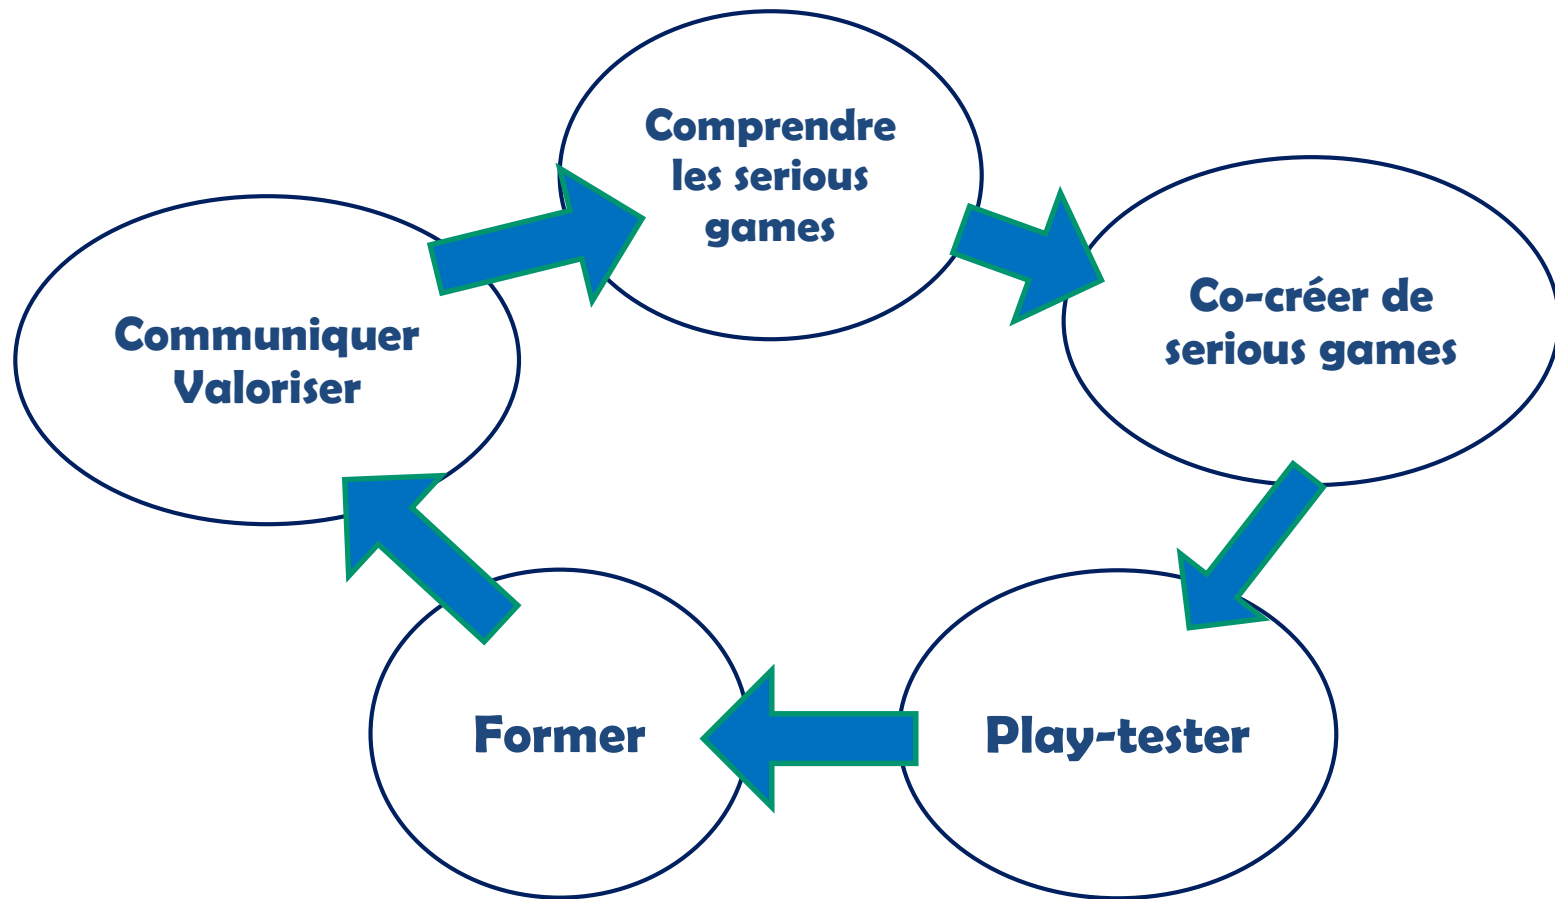 Comprendre
les serious
games
Co-créer de
serious games
Play-tester
Former
Communiquer
Valoriser